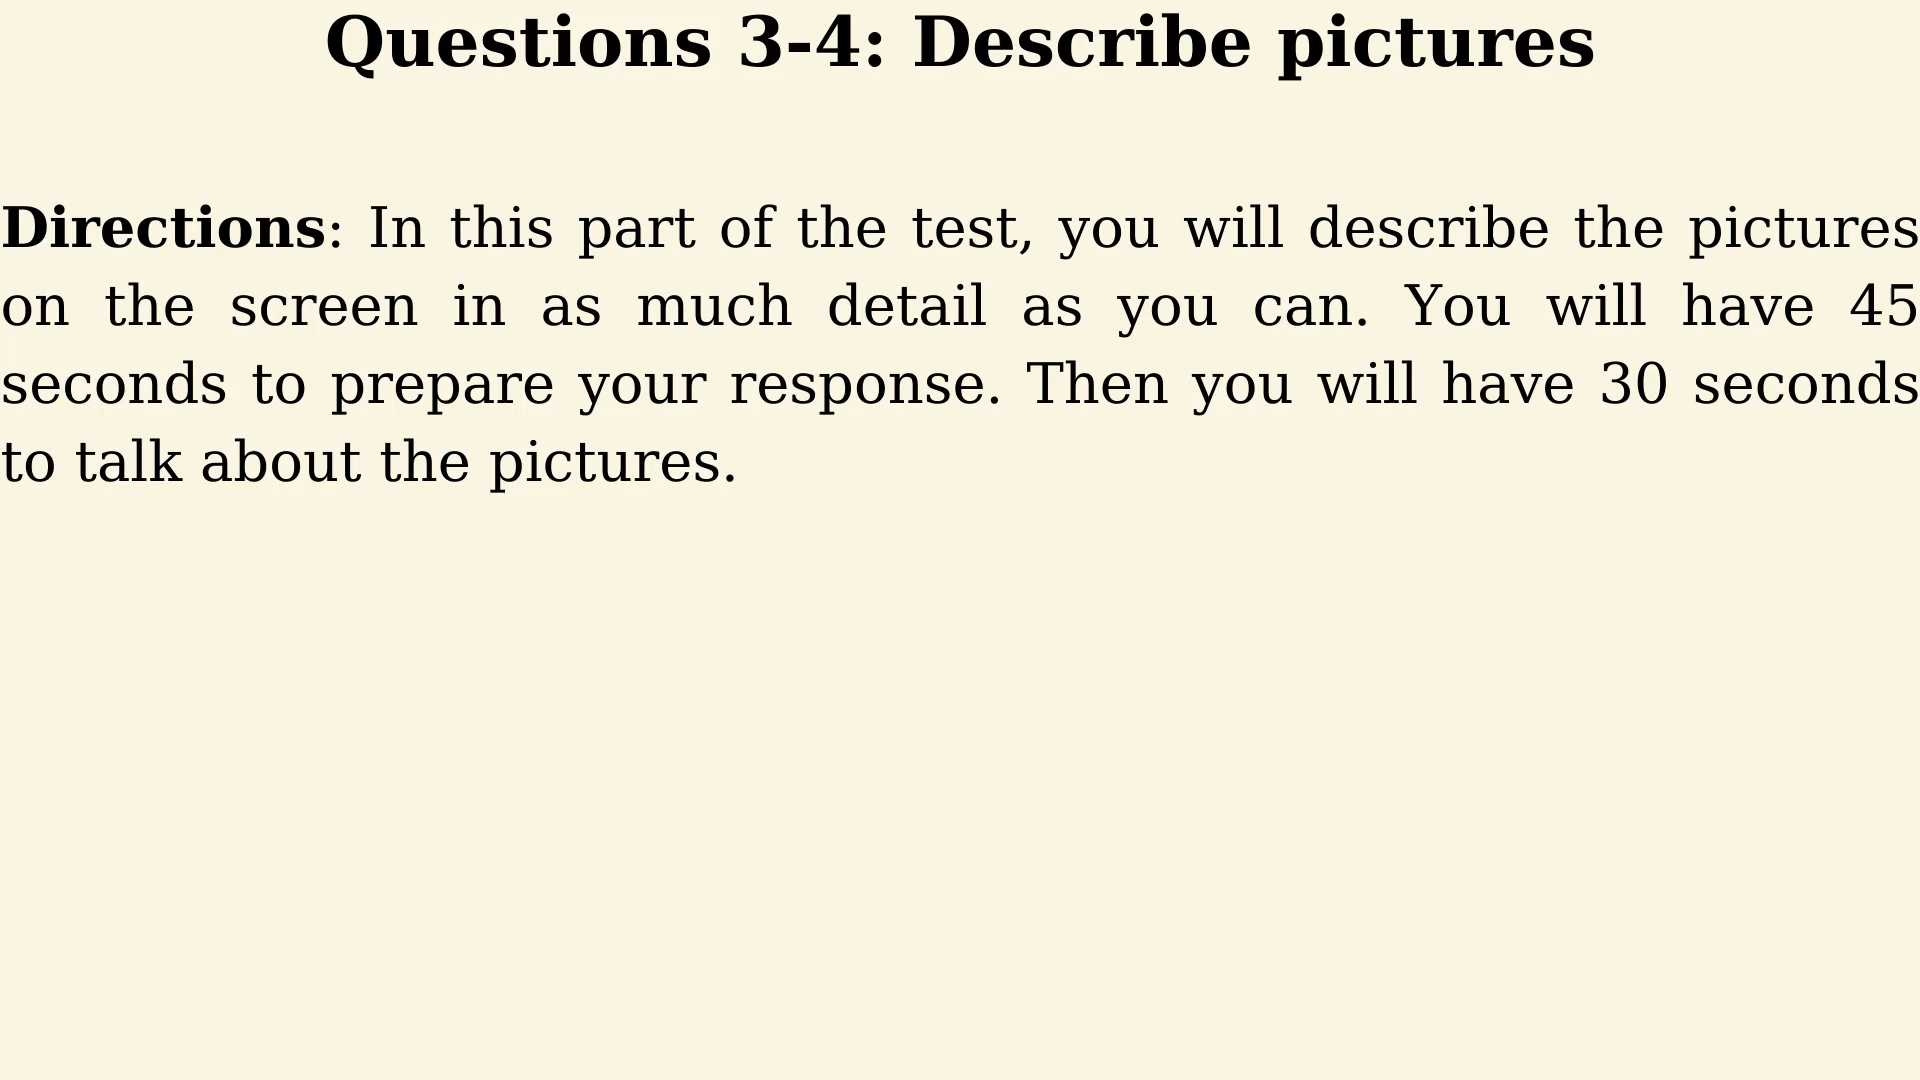 Questions 3-4: Describe pictures
Directions: In this part of the test, you will describe the pictures
on the screen in as much detail as you can. You will have 45
seconds to prepare your response. Then you will have 30 seconds
to talk about the pictures.